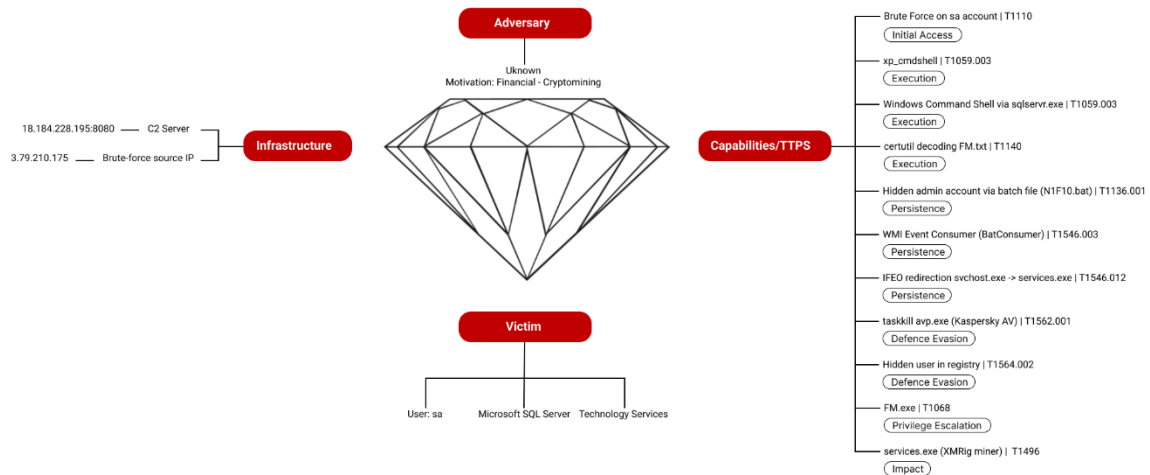 Adversary
Uknown
Motivation: Financial - Cryptomining
Infrastructure
18.184.228.195:8080
C2 Server
3.79.210.175
Brute-force source IP
Victim
User: sa
Microsoft SQL Server
Technology Services
Capabilities/TTPS
Brute Force on sa account | T1110
Initial Access
xp_cmdshell | T1059.003
Execution
Windows Command Shell via sqlservr.exe | T1059.003
Execution
certutil decoding FM.txt | T1140
Execution
Hidden admin account via batch file (N1F10.bat) | T1136.001
Persistence
WMI Event Consumer (BatConsumer) | T1546.003
Persistence
IFEO redirection svchost.exe -> services.exe | T1546.012
Persistence
taskkill avp.exe (Kaspersky AV) | T1562.001
Defence Evasion
Hidden user in registry | T1564.002
Defence Evasion
FM.exe | T1068
Privilege Escalation
services.exe (XMRig miner) | T1496
Impact